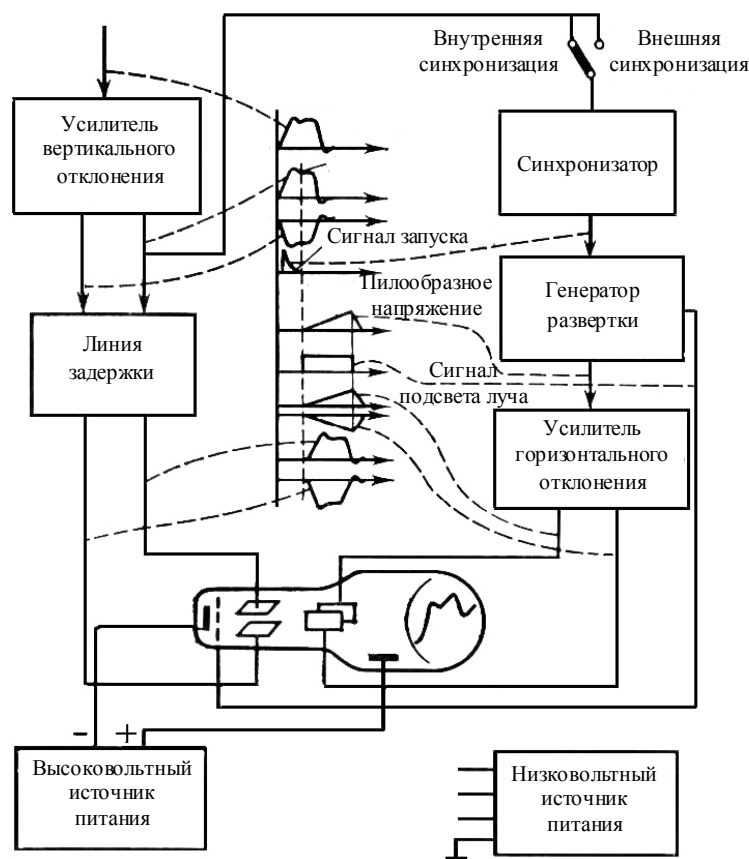 Внутренняя
синхронизация
Внешняя
синхронизация
Усилитель
вертикального
отклонения
Синхронизатор
Сигнал запуска
Пилообразное
напряжение
Генератор
развертки
Линия
задержки
Сигнал
подсвета луча
Усилитель
горизонтального
отклонения
- +
Высоковольтный
источник
питания
Низковольтный
источник
питания